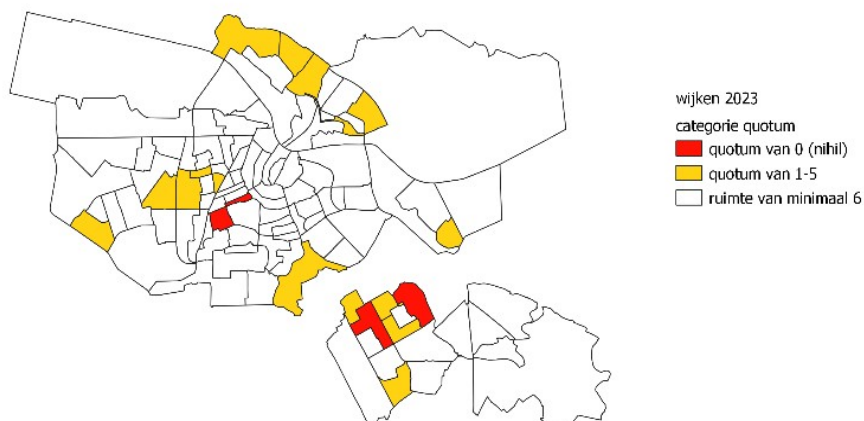 wijken 2023
categorie quotum
quotum van 0 (nihil)
quotum van 1-5
ruimte van minimaal 6